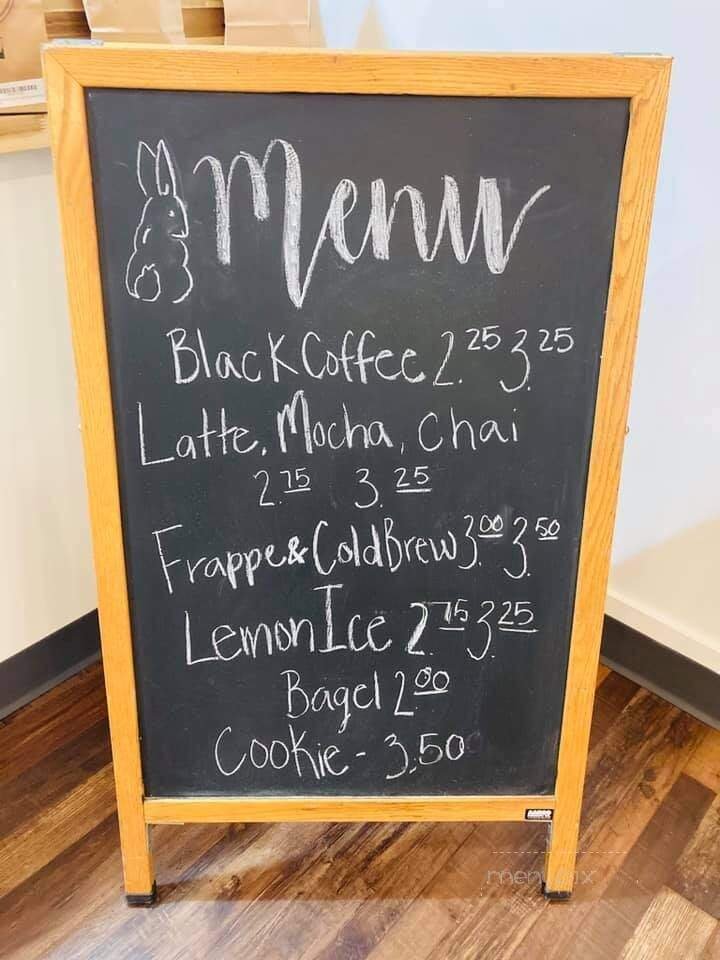 Menu
Black Coffee 2.25 3.25
Latte, Mocha, Chai
2.75 3.25
Frappe & Cold Brew 3.00 3.50
Lemon Ice 2.75 3.25
Bagel 2.00
Cookie - 3.50